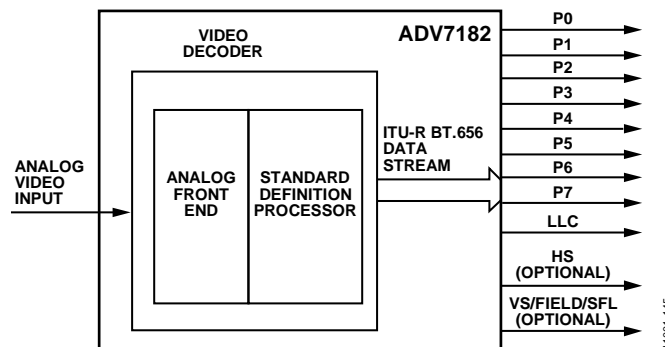 VIDEO
DECODER
ADV7182
ANALOG
VIDEO
INPUT
ANALOG
FRONT
END
STANDARD
DEFINITION
PROCESSOR
ITU-R BT.656
DATA
STREAM
P0
P1
P2
P3
P4
P5
P6
P7
LLC
HS
(OPTIONAL)
VS/FIELD/SFL
(OPTIONAL)